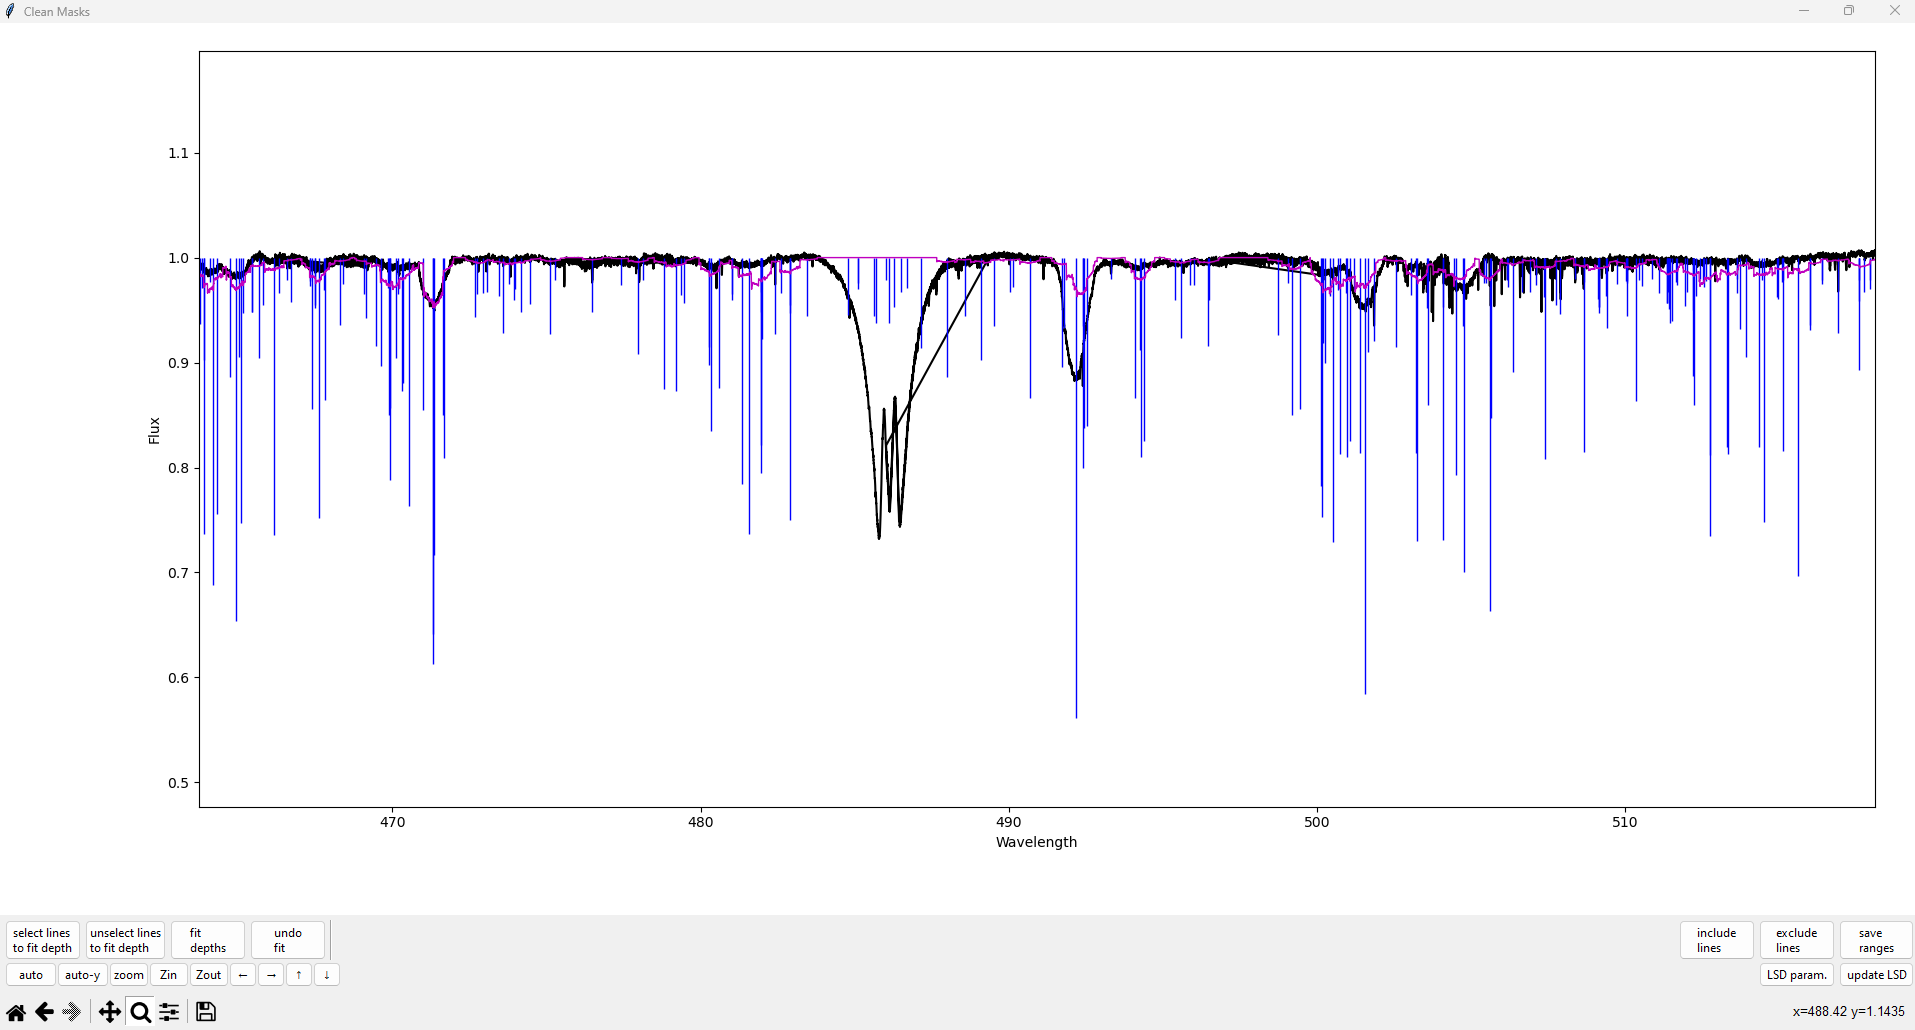 Clean Masks
1.1
1.0
0.9
0.8
0.7
0.6
0.5
Flux
470 480 490 500 510
Wavelength
select lines
to fit depth
unselect lines
to fit depth
fit
depths
undo
fit
include
lines
exclude
lines
save
ranges
auto auto-y zoom Zin Zout ← → ↑ ↓
LSD param. update LSD
x=488.42 y=1.1435